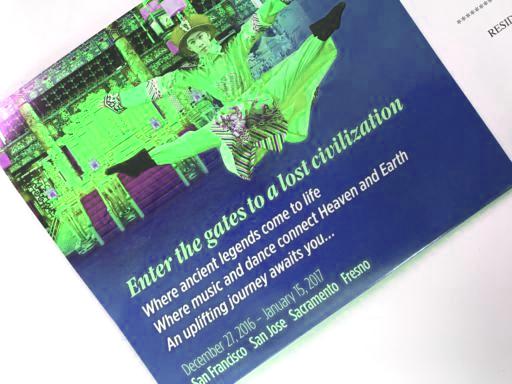 Enter the gates to a lost civilization
Where ancient legends come to life
Where music and dance connect Heaven and Earth
An uplifting journey awaits you...
December 27, 2016 – January 15, 2017
San Francisco San Jose Sacramento Fresno